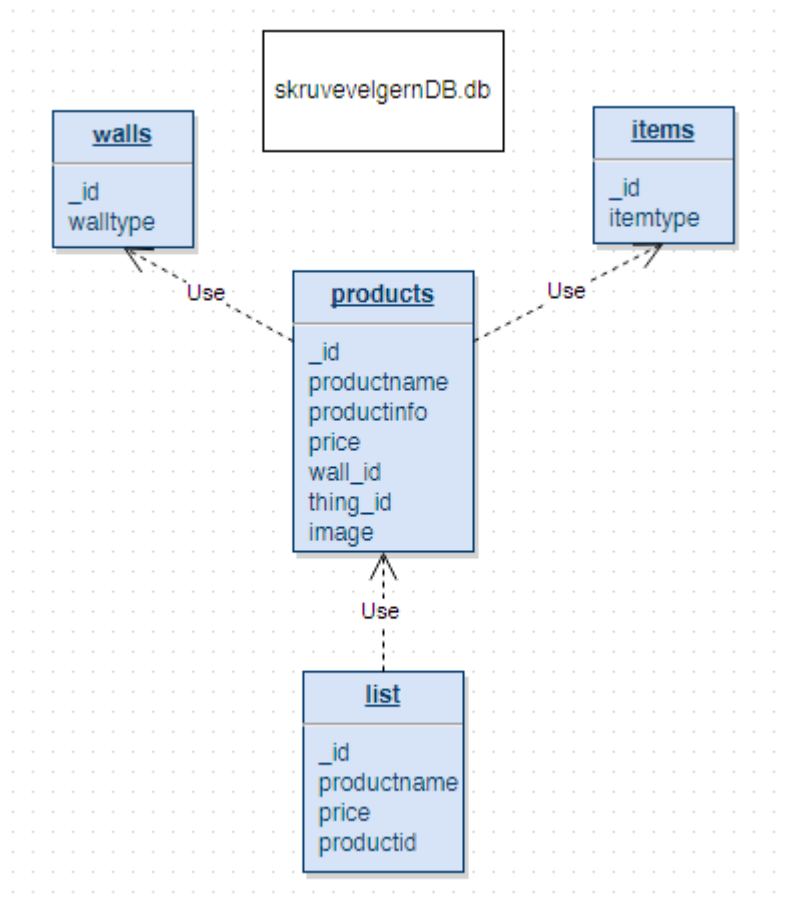 skruvevelgernDB.db
walls
_id
walltype
items
_id
itemtype
Use
Use
products
_id
productname
productinfo
price
wall_id
thing_id
image
Use
list
_id
productname
price
productid